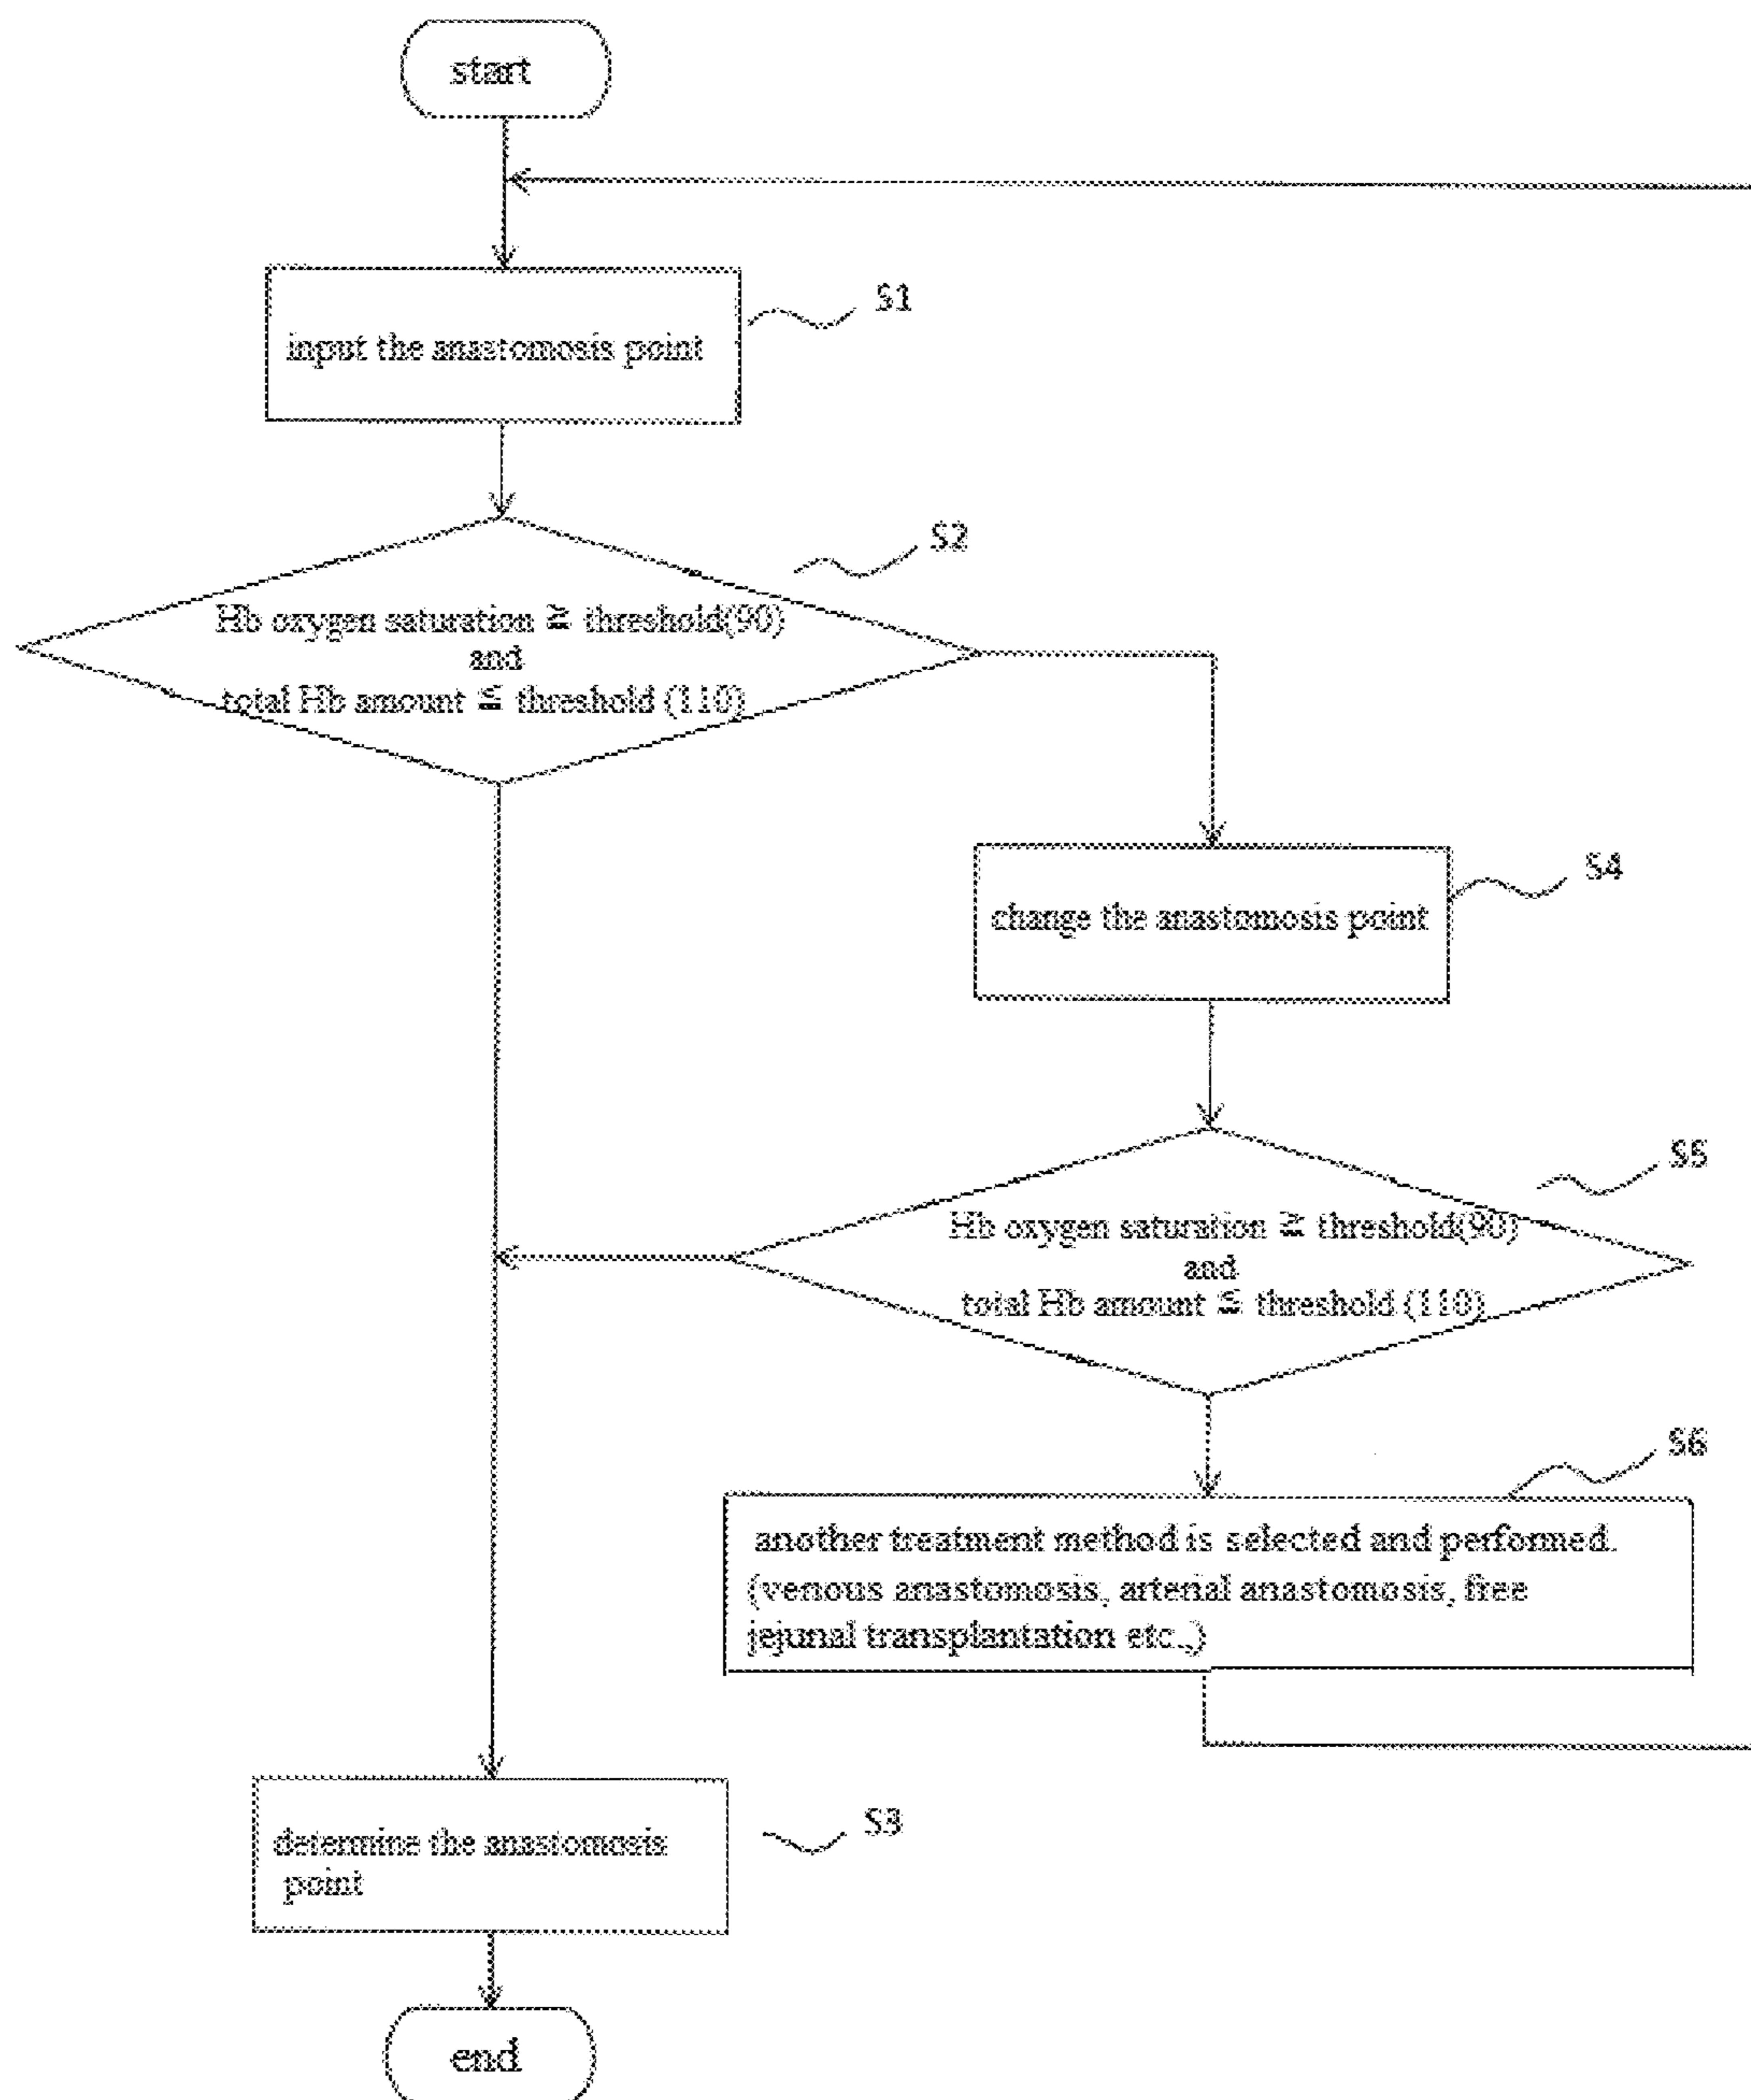 start
input the anastomosis point
S1
S2
Hb oxygen saturation ≧ threshold(90)
and
total Hb amount ≦ threshold (110)
S4
change the anastomosis point
S5
Hb oxygen saturation ≧ threshold(90)
and
total Hb amount ≦ threshold (110)
S6
another treatment method is selected and performed.
(venous anastomosis, arterial anastomosis, free
jejunal transplantation etc.,)
S3
determine the anastomosis
point
end